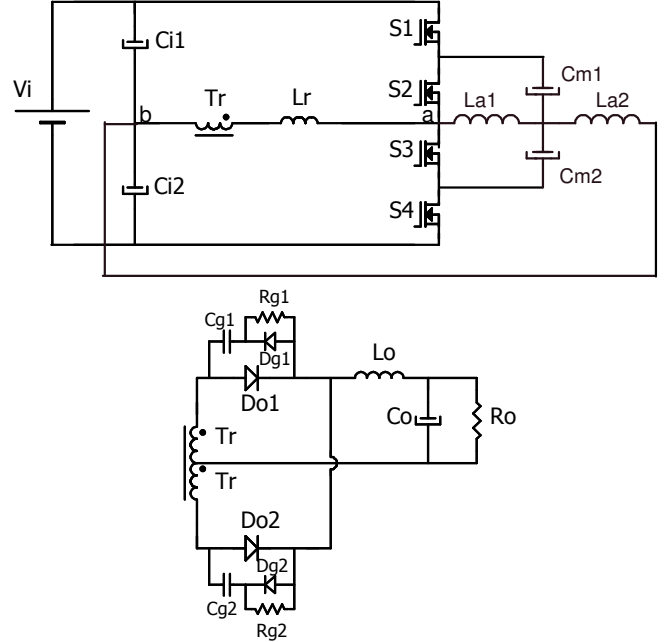 S1
Ci1
Cm1
Vi
S2
Tr
Lr
La1
La2
b
a
S3
Cm2
Ci2
S4
Rg1
Cg1
Dg1
Lo
Do1
Co
Ro
Tr
Tr
Do2
Dg2
Cg2
Rg2